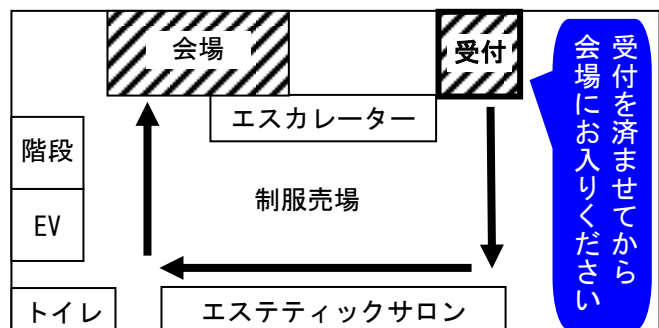 会場
受付
エスカレーター
階段
EV
制服売場
トイレ
エステティックサロン
受付を済ませてから
会場にお入りください